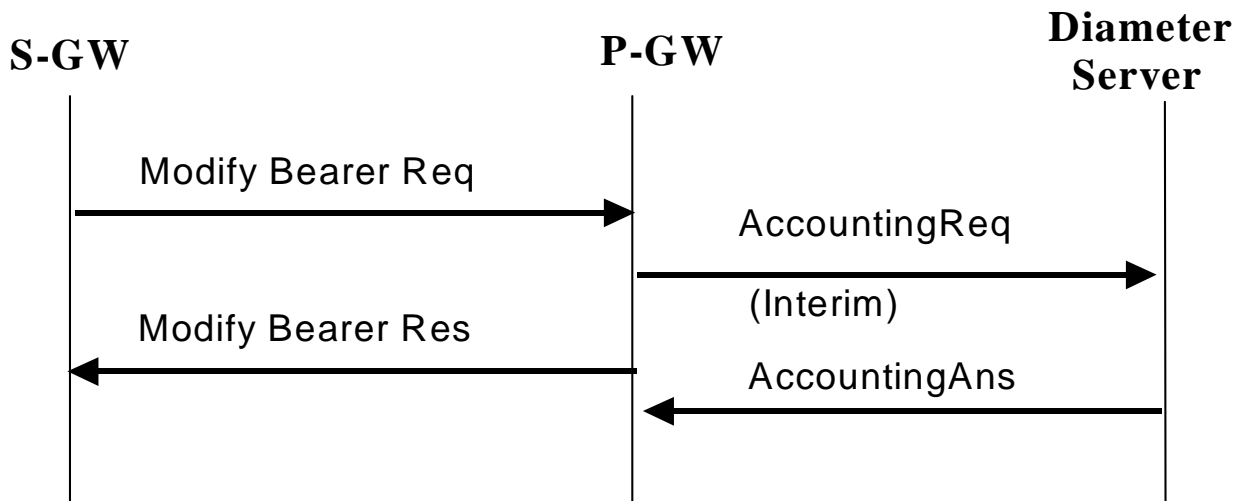 S-GW
P-GW
Diameter
Server
Modify Bearer Req
AccountingReq
(Interim)
Modify Bearer Res
AccountingAns